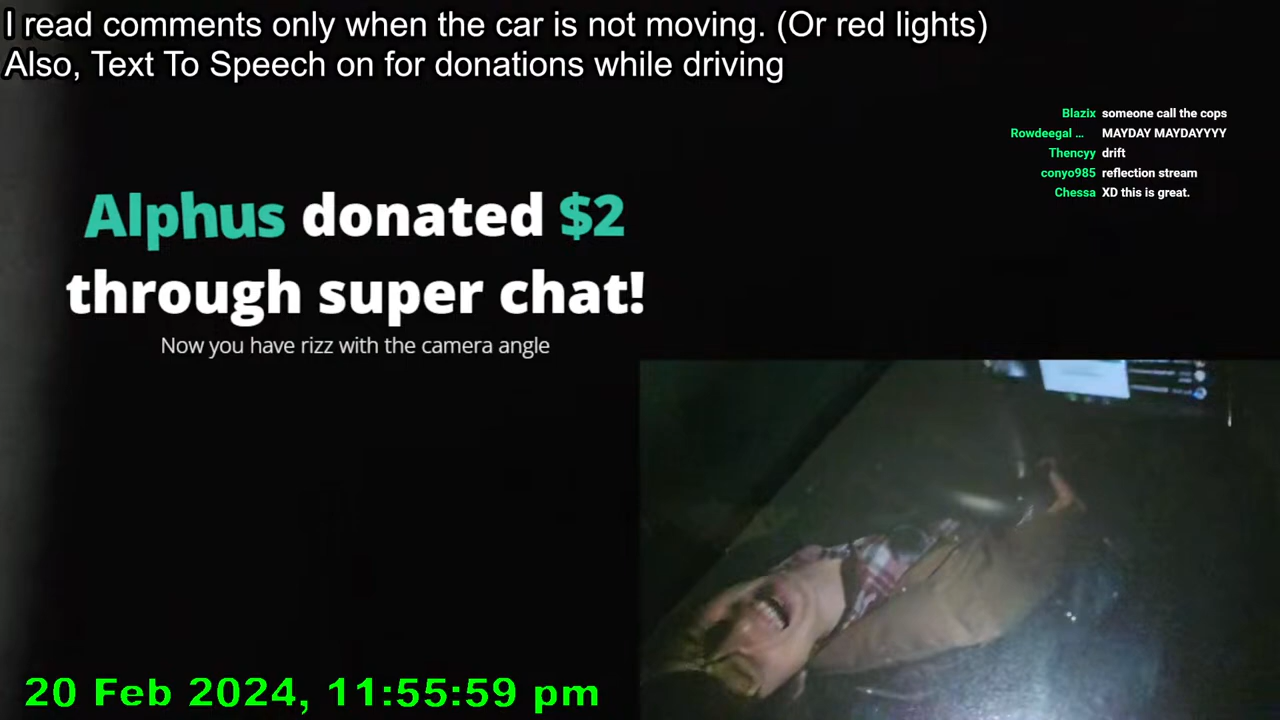 I read comments only when the car is not moving. (Or red lights)
Also, Text To Speech on for donations while driving
Blazix someone call the cops
Rowdeegal ... MAYDAY MAYDAYYYY
Thencyy drift
conyo985 reflection stream
Chessa XD this is great.
Alphus donated $2
through super chat!
Now you have rizz with the camera angle
20 Feb 2024, 11:55:59 pm